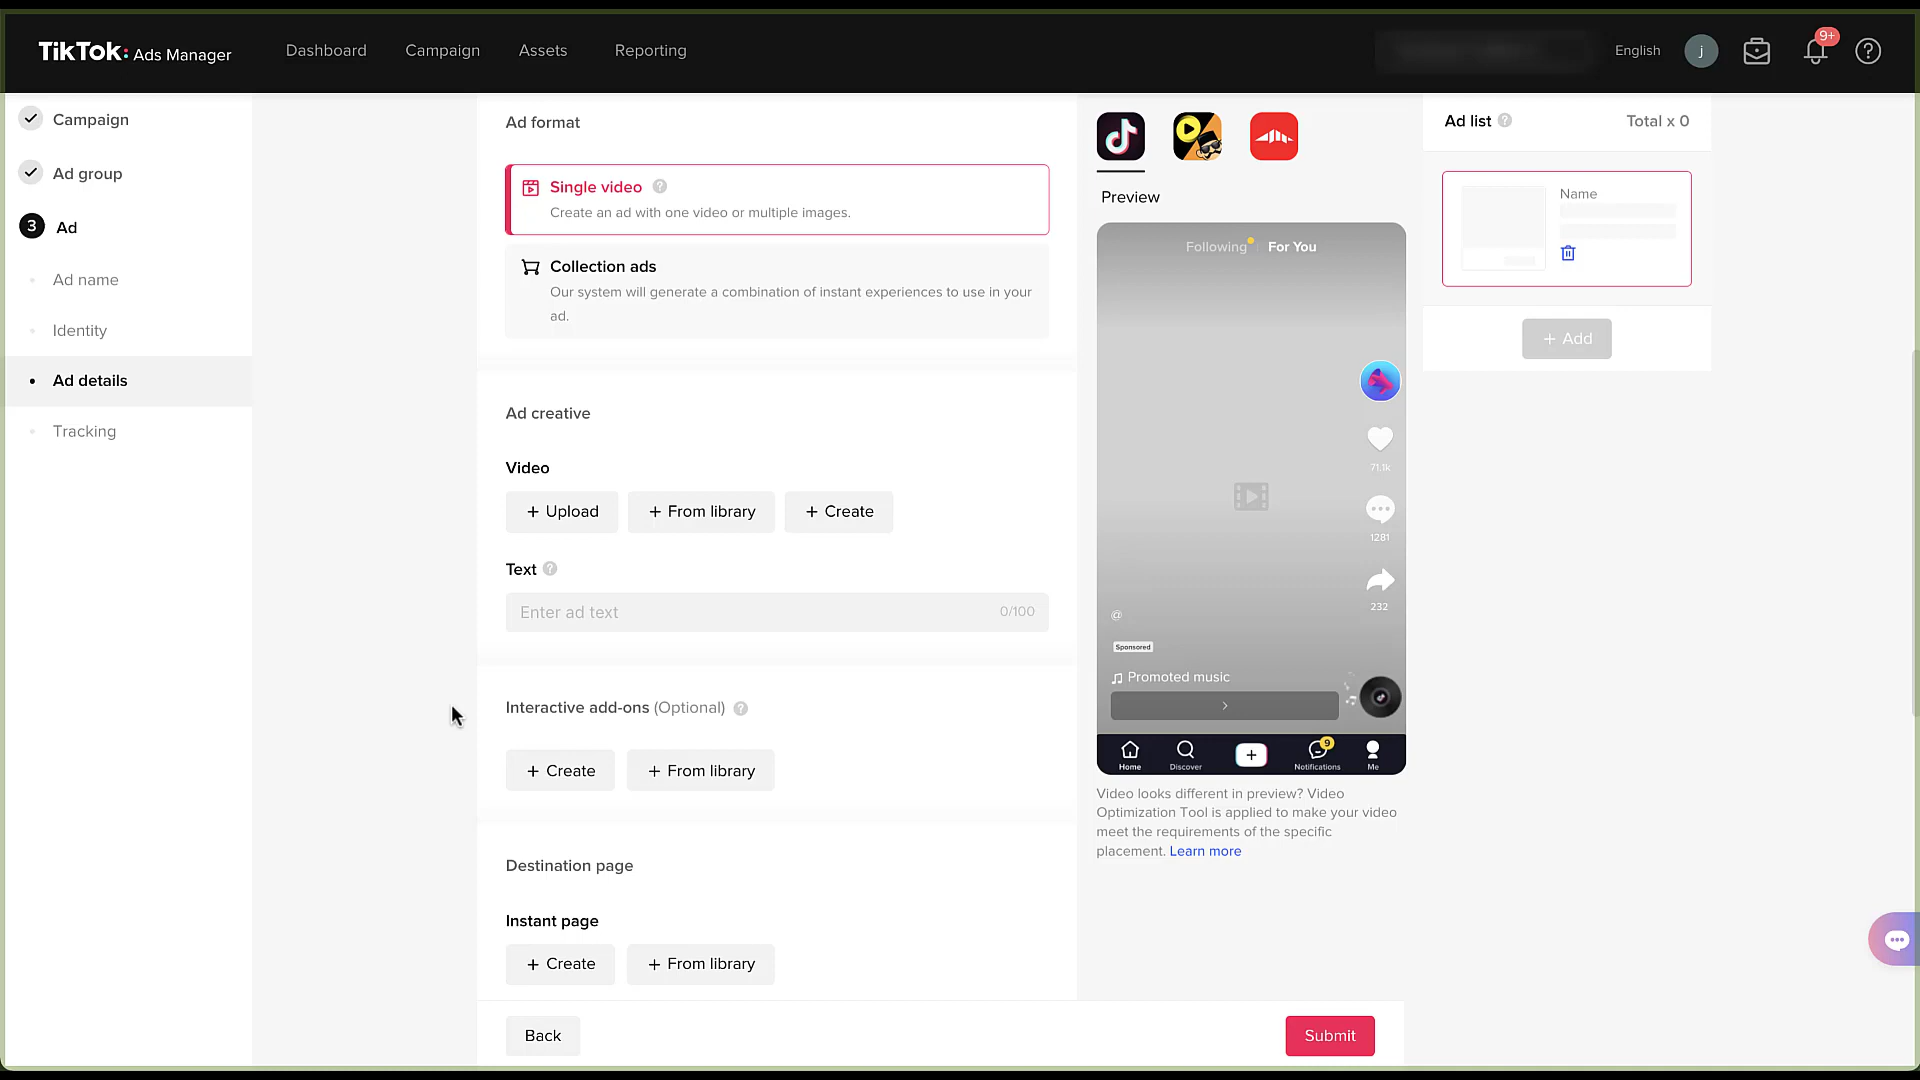 TikTok: Ads Manager
Dashboard
Campaign
Assets
Reporting
English
j
9+
?
Campaign
Ad group
3 Ad
Ad name
Identity
Ad details
Tracking
Ad format
Single video ?
Create an ad with one video or multiple images.
Collection ads
Our system will generate a combination of instant experiences to use in your
ad.
Ad creative
Video
+ Upload
+ From library
+ Create
Text ?
Enter ad text
0/100
Interactive add-ons (Optional) ?
+ Create
+ From library
Destination page
Instant page
+ Create
+ From library
Back
Submit
Preview
Following
For You
71.1k
1281
232
@
Sponsored
Promoted music
Home
Discover
9
Notifications
Me
Video looks different in preview? Video
Optimization Tool is applied to make your video
meet the requirements of the specific
placement. Learn more
Ad list ?
Total x 0
Name
+ Add